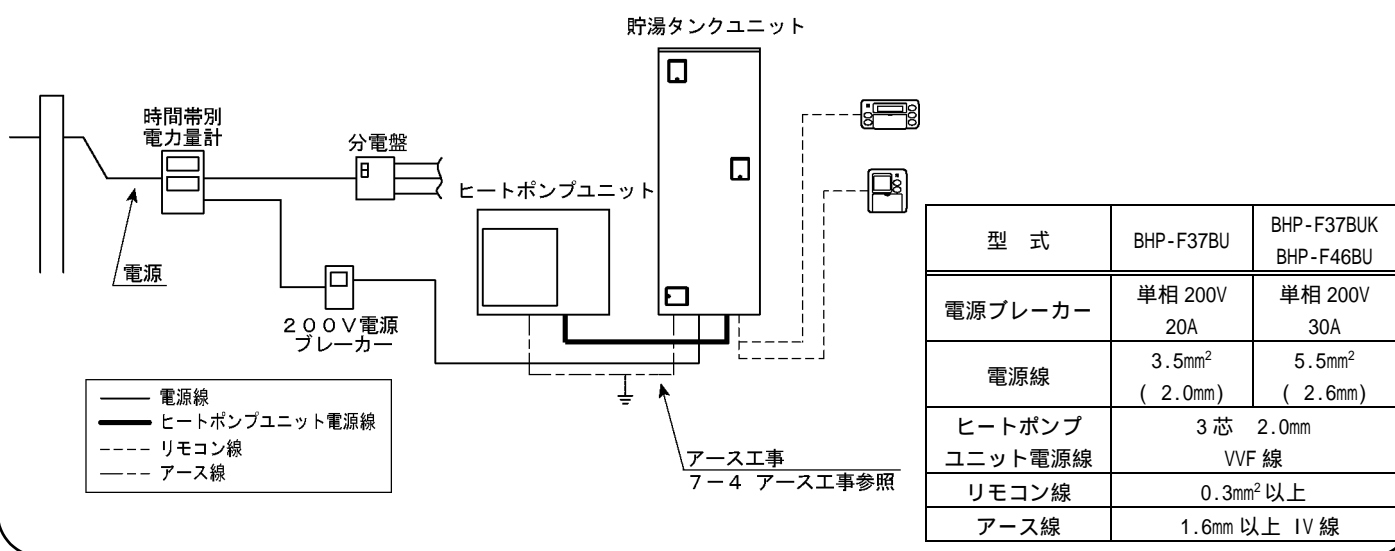 貯湯タンクユニット
時間帯別
電力量計
分電盤
ヒートポンプユニット
電源
200V電源
ブレーカー
電源線
ヒートポンプユニット電源線
リモコン線
アース線
アース工事
7-4 アース工事参照
型 式 BHP-F37BU BHP-F37BUK
BHP-F46BU
電源ブレーカー 単相 200V 単相 200V
20A 30A
電源線 3.5mm² 5.5mm²
( 2.0mm) ( 2.6mm)
ヒートポンプ 3芯 2.0mm
ユニット電源線 VVF 線
リモコン線 0.3mm²以上
アース線 1.6mm 以上 IV 線